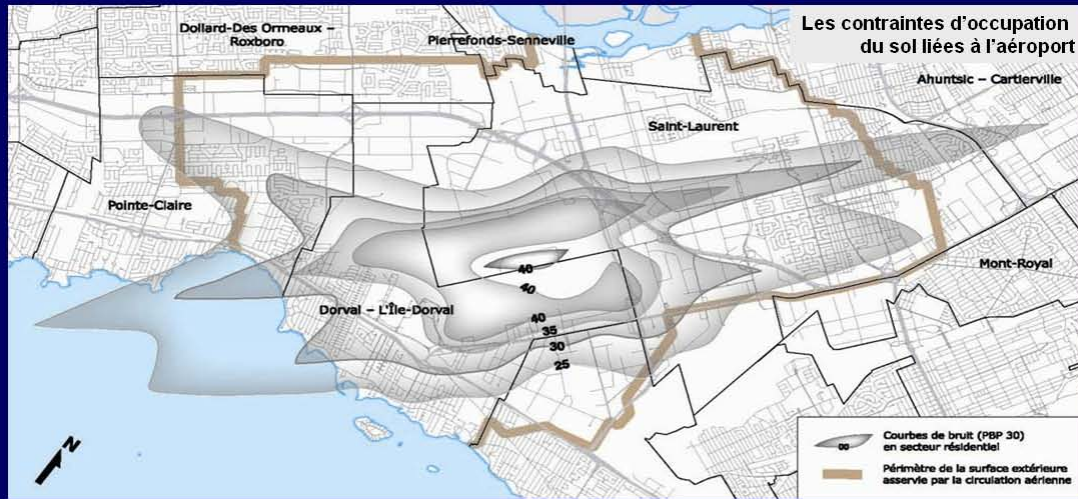 Les contraintes d'occupation
du sol liées à l'aéroport
Dollard-Des Ormeaux –
Roxboro
Pierrefonds-Senneville
Ahuntsic – Cartierville
Saint-Laurent
Pointe-Claire
Mont-Royal
Dorval – L'Île-Dorval
40
40
40
35
30
25
N
00
Courbes de bruit (PBP 30)
en secteur résidentiel
Périmètre de la surface extérieure
asservie par la circulation aérienne